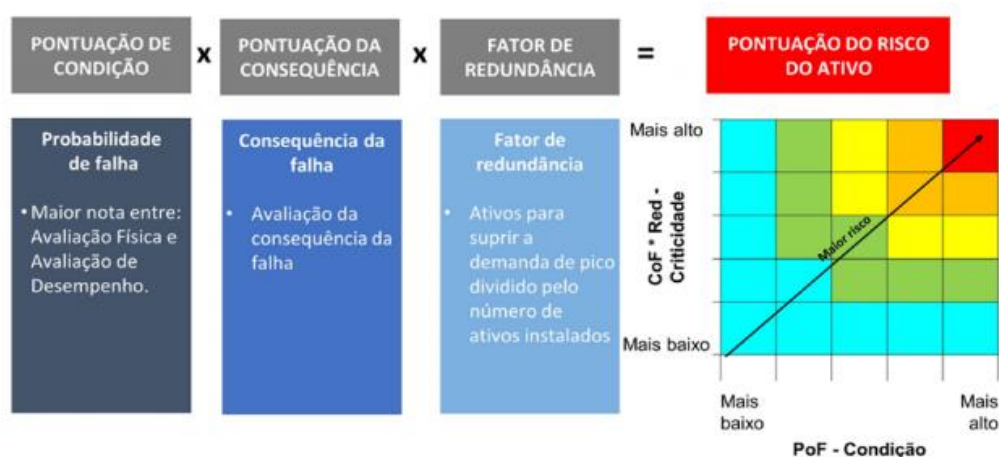 PONTUAÇÃO DE
CONDIÇÃO
x
PONTUAÇÃO DA
CONSEQUÊNCIA
x
FATOR DE
REDUNDÂNCIA
=
PONTUAÇÃO DO RISCO
DO ATIVO
Probabilidade
de falha
• Maior nota entre:
Avaliação Física e
Avaliação de
Desempenho.
Consequência da
falha
• Avaliação da
consequência da
falha
Fator de
redundância
• Ativos para
suprir a
demanda de pico
dividido pelo
número de
ativos instalados
Mais alto
CoF * Red -
Criticidade
Mais baixo
Maior risco
Mais
baixo
Mais
alto
PoF - Condição